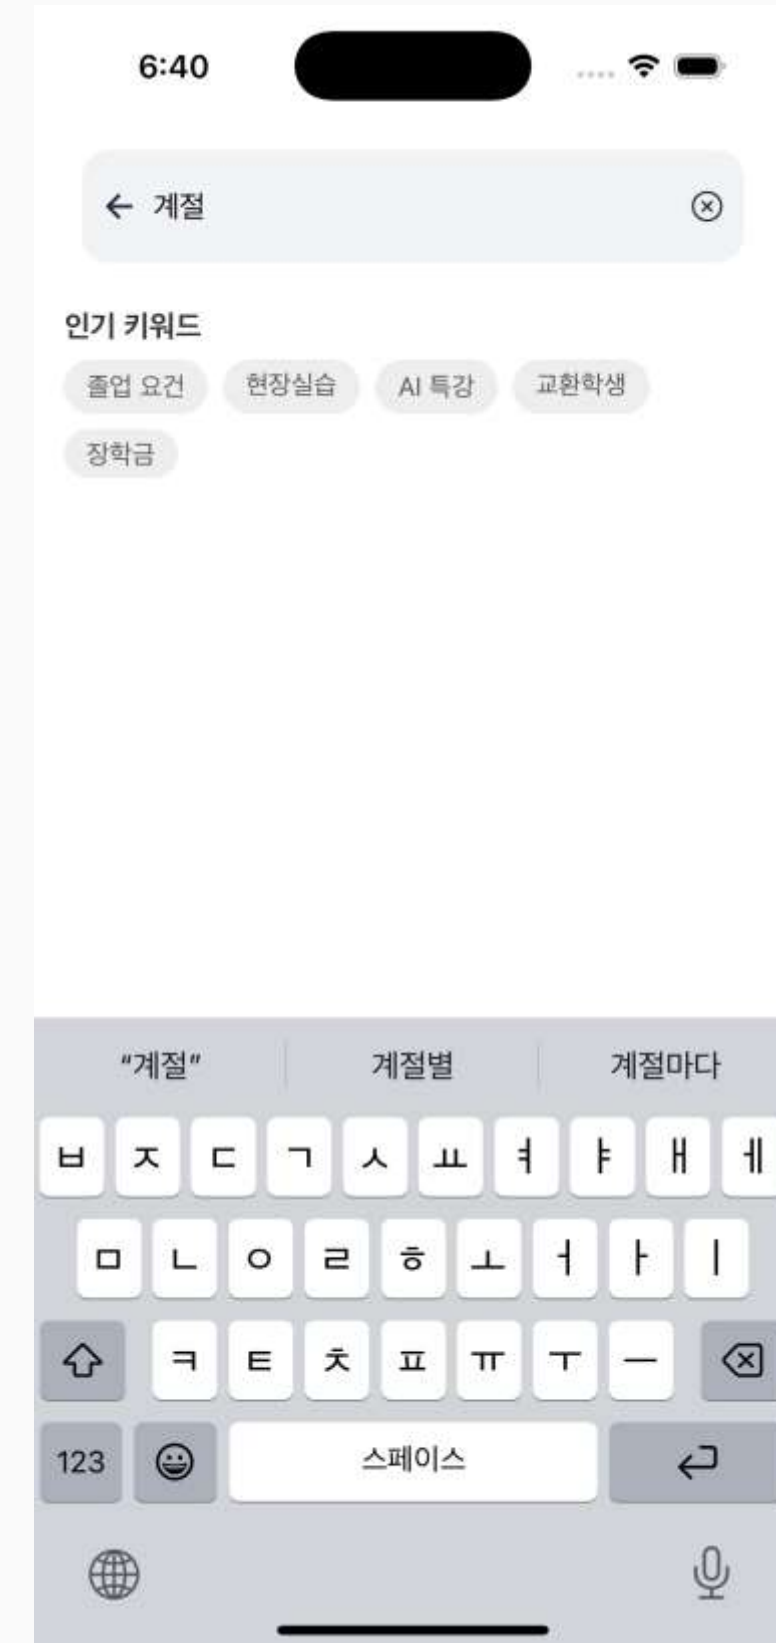 6:40
계절
인기 키워드
졸업 요건 현장실습 AI 특강 교환학생
장학금
“계절” 계절별 계절마다
ㅂ ㅈ ㄷ ㄱ ㅅ ㅛ ㅕ ㅑ ㅐ ㅔ
ㅁ ㄴ ㅇ ㄹ ㅎ ㅗ ㅓ ㅏ ㅣ
ㅋ ㅌ ㅊ ㅍ ㅠ ㅜ ㅡ
123 스페이스